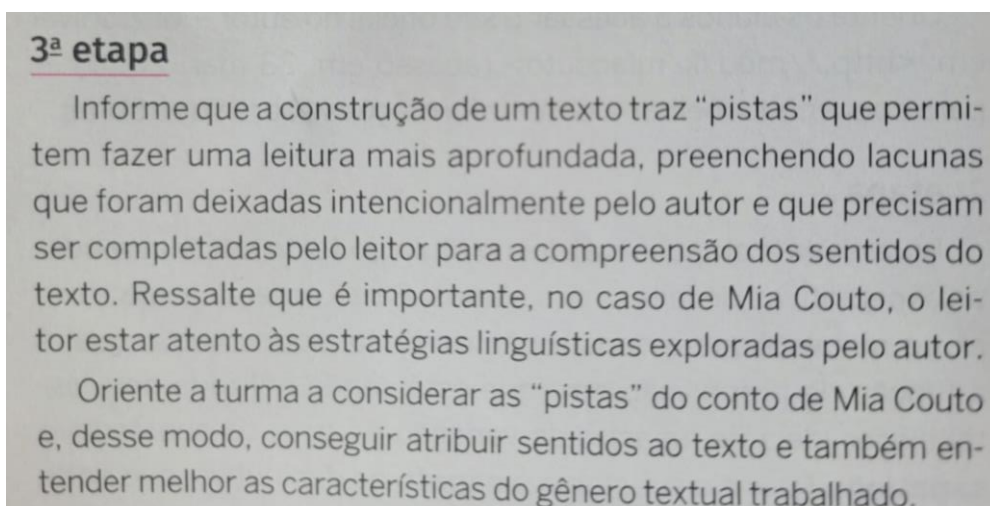 3ª etapa
Informe que a construção de um texto traz “pistas” que permi-
tem fazer uma leitura mais aprofundada, preenchendo lacunas
que foram deixadas intencionalmente pelo autor e que precisam
ser completadas pelo leitor para a compreensão dos sentidos do
texto. Ressalte que é importante, no caso de Mia Couto, o lei-
tor estar atento às estratégias linguísticas exploradas pelo autor.
Oriente a turma a considerar as “pistas” do conto de Mia Couto
e, desse modo, conseguir atribuir sentidos ao texto e também en-
tender melhor as características do gênero textual trabalhado.